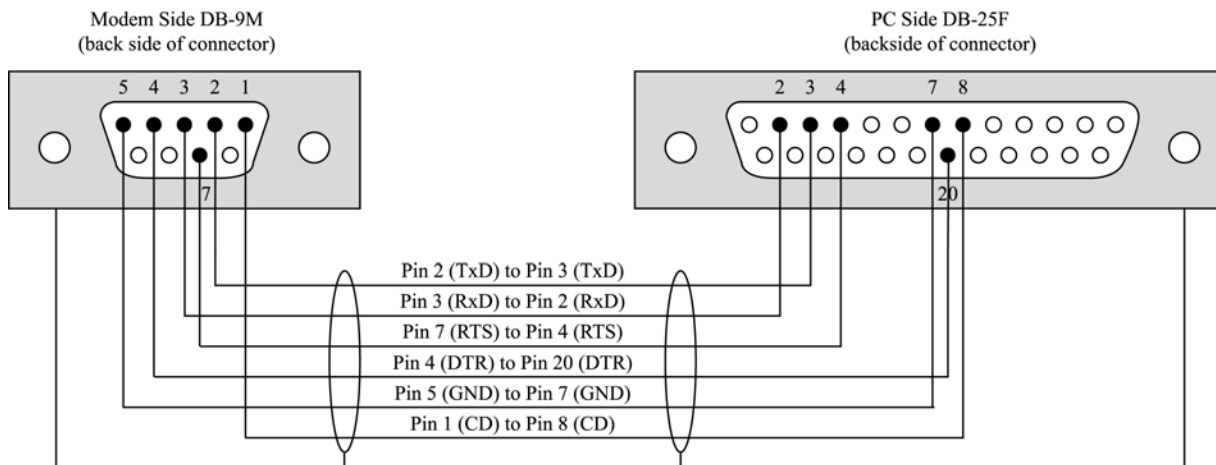 Modem Side DB-9M
(back side of connector)
PC Side DB-25F
(backside of connector)
5 4 3 2 1
7
2 3 4 7 8
20
Pin 2 (TxD) to Pin 3 (TxD)
Pin 3 (RxD) to Pin 2 (RxD)
Pin 7 (RTS) to Pin 4 (RTS)
Pin 4 (DTR) to Pin 20 (DTR)
Pin 5 (GND) to Pin 7 (GND)
Pin 1 (CD) to Pin 8 (CD)